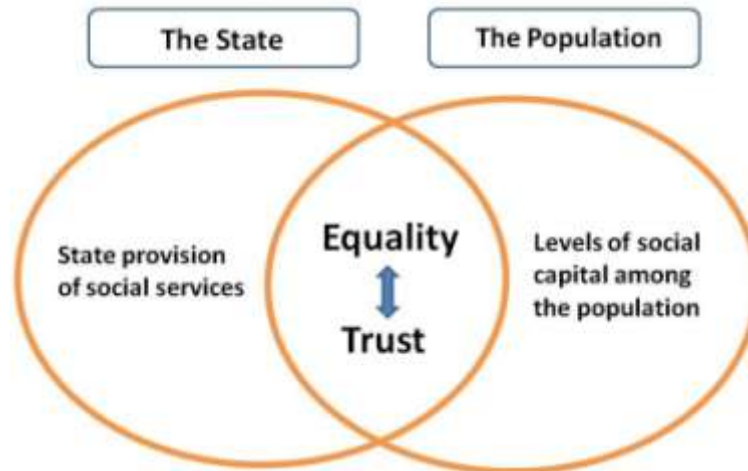 The State
The Population
State provision
of social services
Equality
Trust
Levels of social
capital among
the population